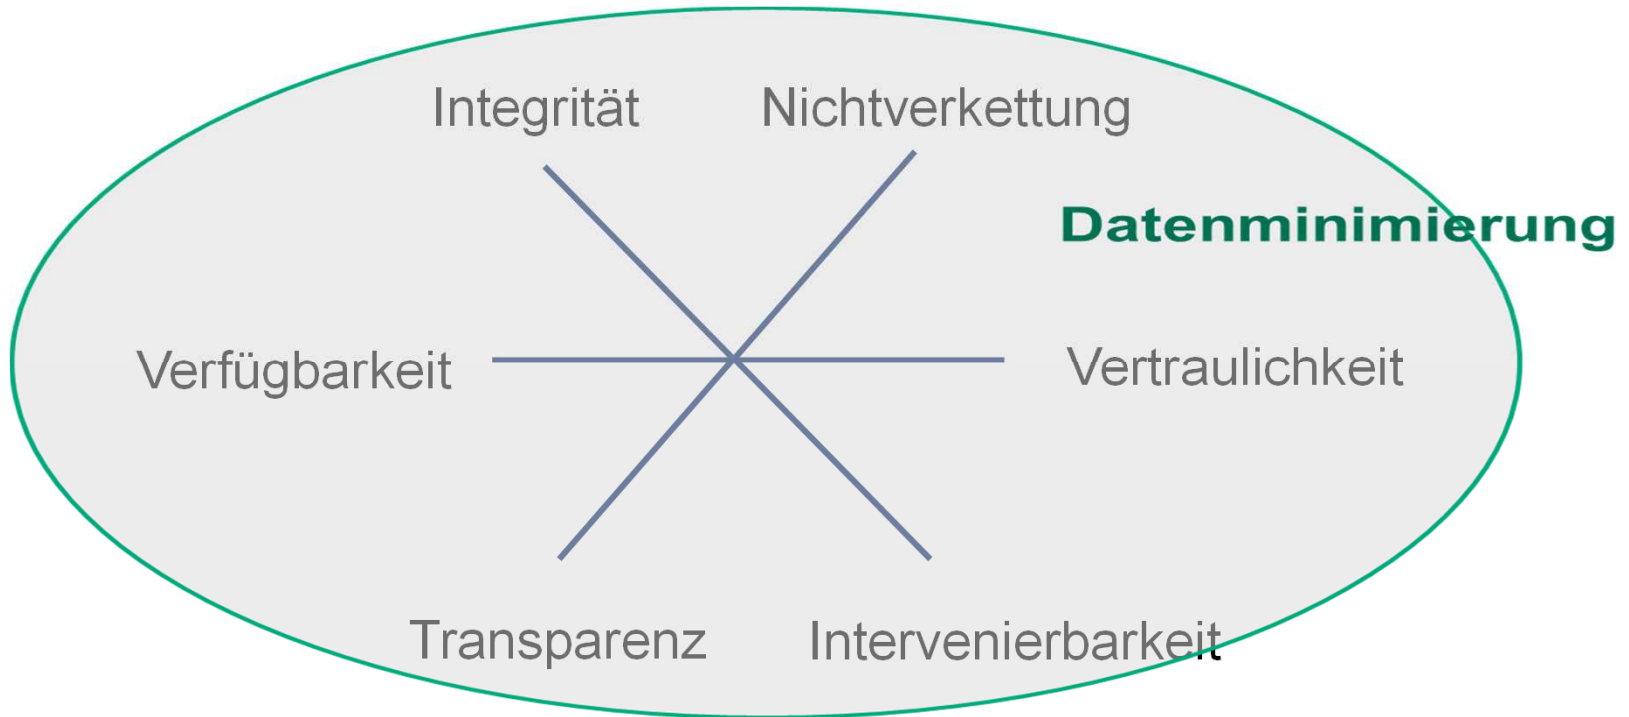 Integrität
Nichtverkettung
Datenminimierung
Verfügbarkeit
Vertraulichkeit
Transparenz
Intervenierbarkeit